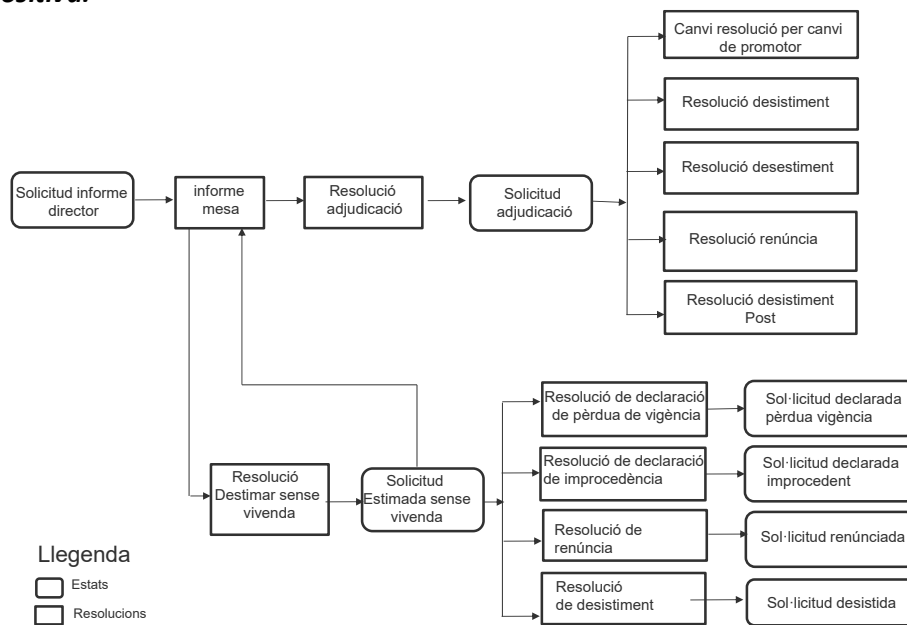 Canvi resolució per canvi
de promotor
Resolució desistiment
Resolució desestiment
Solicitud informe
director
informe
mesa
Resolució
adjudicació
Solicitud
adjudicació
Resolució renúncia
Resolució desistiment
Post
Resolució de declaració
de pèrdua de vigència
Sol·licitud declarada
pèrdua vigència
Resolució
Destimar sense
vivenda
Solicitud
Estimada sense
vivenda
Resolució de declaració
de improcedència
Sol·licitud declarada
improcedent
Resolució de
renúncia
Sol·licitud renúnciada
Resolució
de desistiment
Sol·licitud desistida
Llegenda
Estats
Resolucions